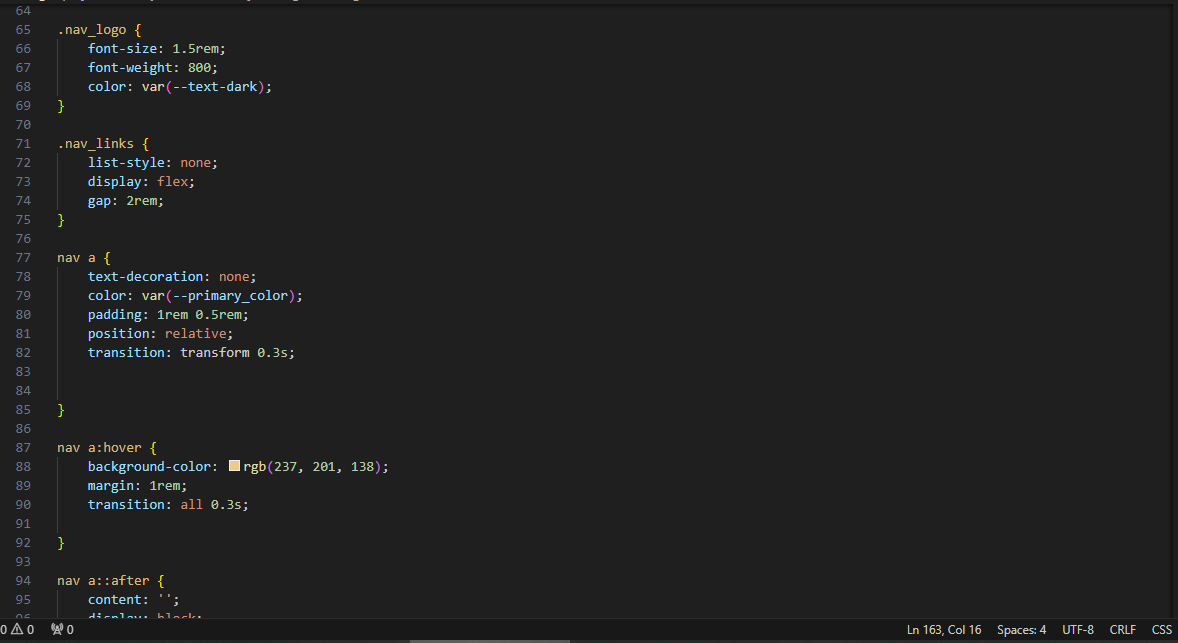 64
65 .nav_logo {
66 font-size: 1.5rem;
67 font-weight: 800;
68 color: var(--text-dark);
69 }
70
71 .nav_links {
72 list-style: none;
73 display: flex;
74 gap: 2rem;
75 }
76
77 nav a {
78 text-decoration: none;
79 color: var(--primary_color);
80 padding: 1rem 0.5rem;
81 position: relative;
82 transition: transform 0.3s;
83
84
85 }
86
87 nav a:hover {
88 background-color: rgb(237, 201, 138);
89 margin: 1rem;
90 transition: all 0.3s;
91
92 }
93
94 nav a::after {
95 content: '';
96 display: block;
0 0 0 Ln 163, Col 16 Spaces: 4 UTF-8 CRLF CSS